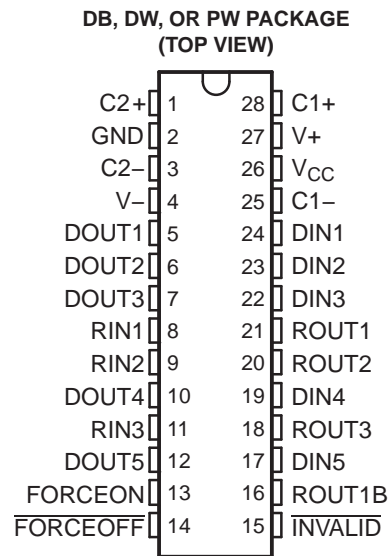 DB, DW, OR PW PACKAGE
(TOP VIEW)
C2+ 1 28 C1+
GND 2 27 V+
C2− 3 26 VCC
V− 4 25 C1−
DOUT1 5 24 DIN1
DOUT2 6 23 DIN2
DOUT3 7 22 DIN3
RIN1 8 21 ROUT1
RIN2 9 20 ROUT2
DOUT4 10 19 DIN4
RIN3 11 18 ROUT3
DOUT5 12 17 DIN5
FORCEON 13 16 ROUT1B
FORCEOFF 14 15 INVALID